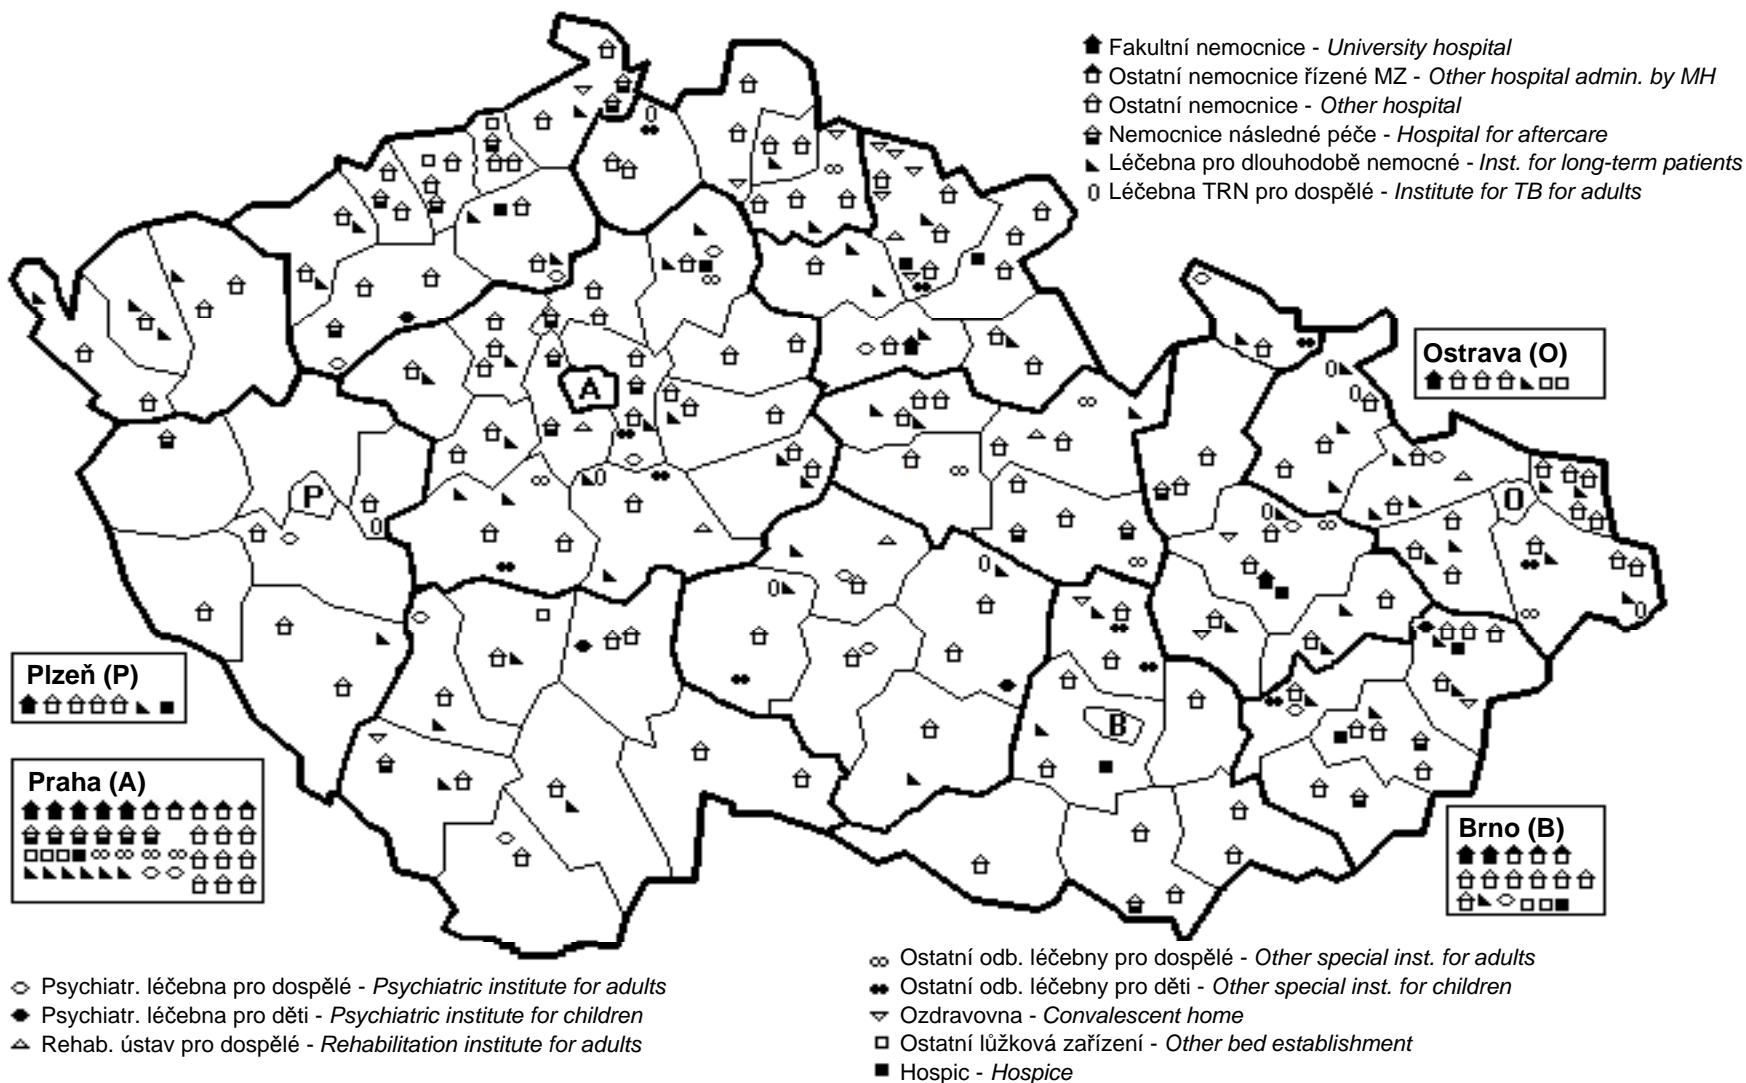 Fakultní nemocnice - University hospital
Ostatní nemocnice řízené MZ - Other hospital admin. by MH
Ostatní nemocnice - Other hospital
Nemocnice následné péče - Hospital for aftercare
Léčebna pro dlouhodobě nemocné - Inst. for long-term patients
Léčebna TRN pro dospělé - Institute for TB for adults
Ostrava (O)
A
P
O
B
Plzeň (P)
Praha (A)
Brno (B)
Psychiatr. léčebna pro dospělé - Psychiatric institute for adults
Psychiatr. léčebna pro děti - Psychiatric institute for children
Rehab. ústav pro dospělé - Rehabilitation institute for adults
Ostatní odb. léčebny pro dospělé - Other special inst. for adults
Ostatní odb. léčebny pro děti - Other special inst. for children
Ozdravovna - Convalescent home
Ostatní lůžková zařízení - Other bed establishment
Hospic - Hospice